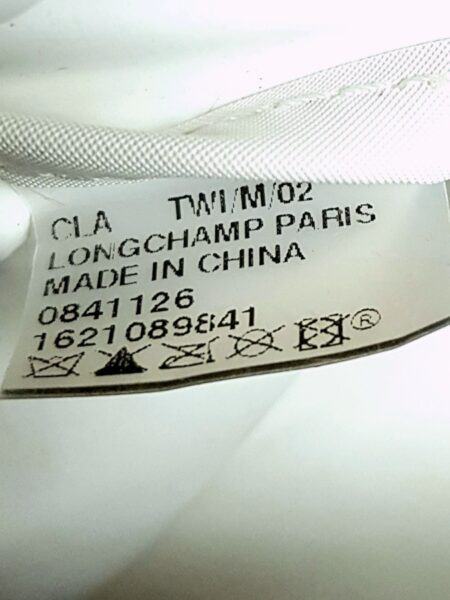 CLA TWI/M/02
LONGCHAMP PARIS
MADE IN CHINA
0841126
1621089841
®